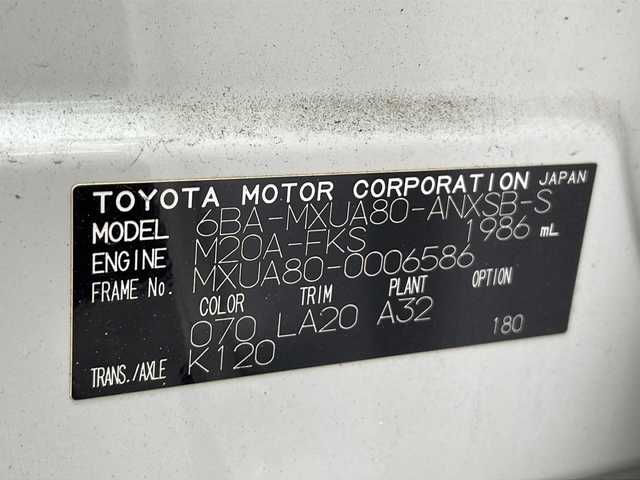 TOYOTA MOTOR CORPORATION JAPAN
MODEL 6BA-MXUA80-ANXSB-S
ENGINE M20A-FKS 1986 mL
FRAME No. MXUA80-0006586
COLOR TRIM PLANT OPTION
070 LA20 A32 180
TRANS./AXLE K120